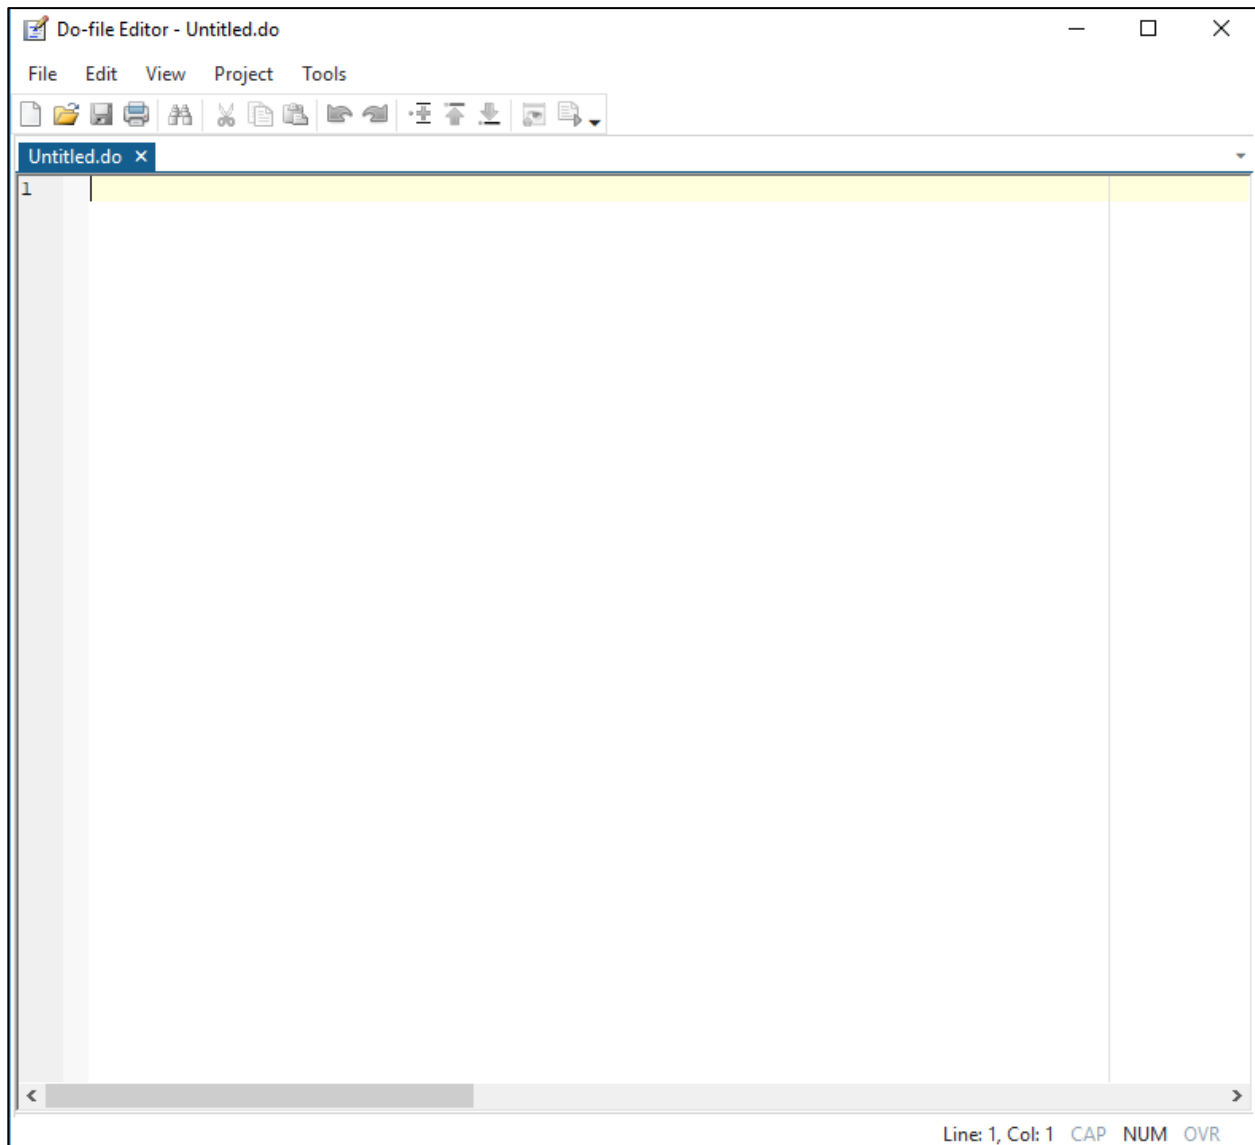 Do-file Editor - Untitled.do
File Edit View Project Tools
Untitled.do ×
1
Line: 1, Col: 1 CAP NUM OVR